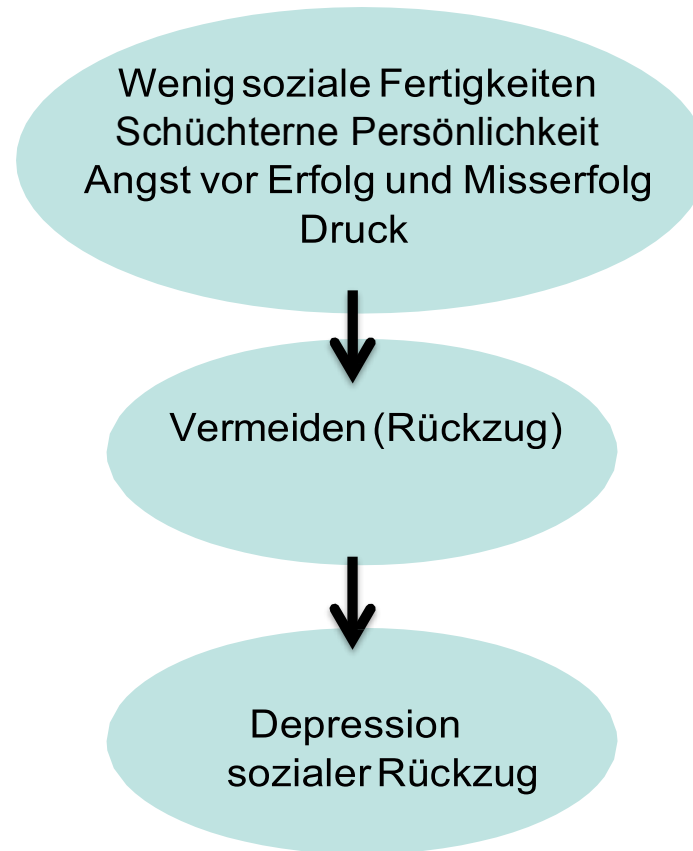 Wenig soziale Fertigkeiten
Schüchterne Persönlichkeit
Angst vor Erfolg und Misserfolg
Druck
Vermeiden (Rückzug)
Depression
sozialer Rückzug